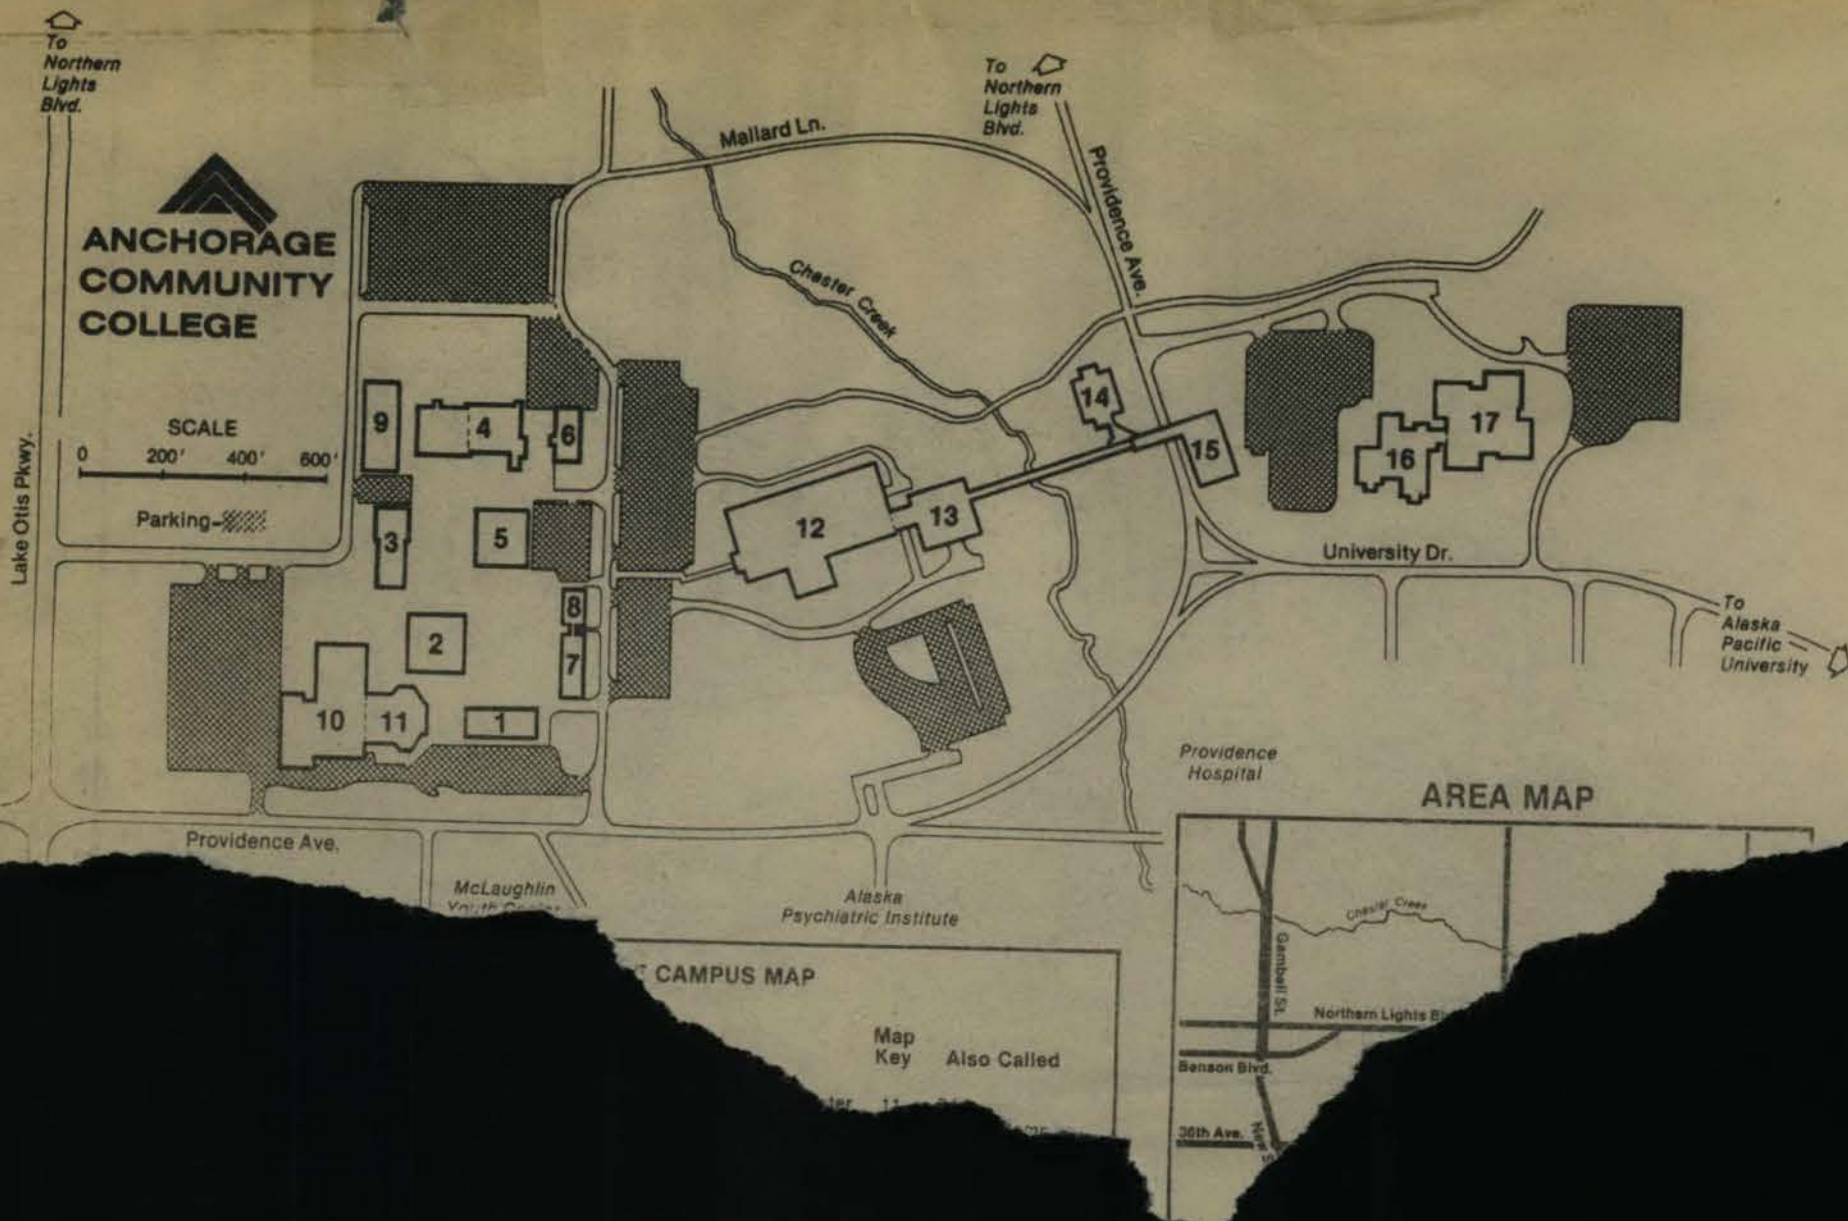 To
Northern
Lights
Blvd.
To
Northern
Lights
Blvd.
Mallard Ln.
Providence Ave.
ANCHORAGE
COMMUNITY
COLLEGE
Chester Creek
SCALE
0 200' 400' 600'
Parking-
Lake Otis Pkwy.
9
4
6
3
5
8
2
7
10
11
1
12
13
14
15
16
17
University Dr.
To
Alaska
Pacific
University
Providence
Hospital
Providence Ave.
McLaughlin
Youth
Alaska
Psychiatric Institute
CAMPUS MAP
Map
Key Also Called
11
AREA MAP
Chester Creek
Gambell St.
Northern Lights
Benson Blvd.
36th Ave.